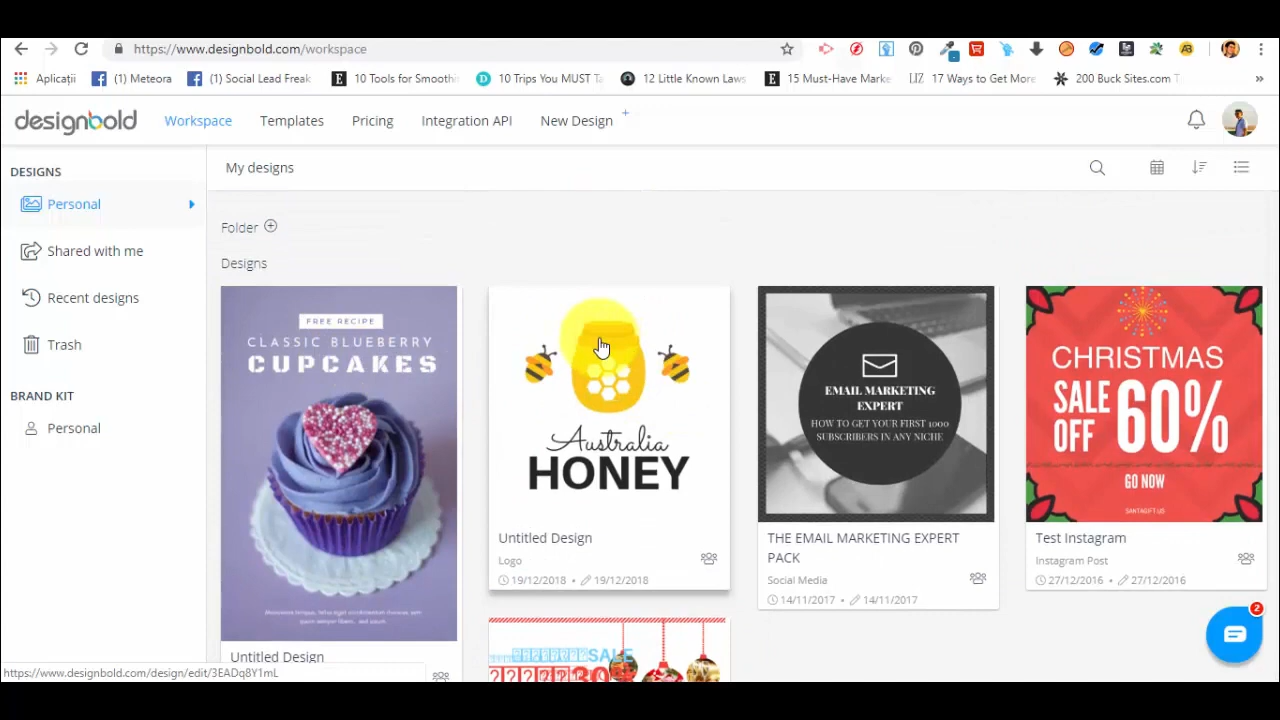 https://www.designbold.com/workspace
Aplicații
(1) Meteora
(1) Social Lead Freak
10 Tools for Smoothi
10 Trips You MUST Ta
12 Little Known Laws
15 Must-Have Marke
17 Ways to Get More
200 Buck Sites.com T
»
designbold
Workspace
Templates
Pricing
Integration API
New Design +
DESIGNS
Personal
Shared with me
Recent designs
Trash
BRAND KIT
Personal
My designs
Folder
Designs
FREE RECIPE
CLASSIC BLUEBERRY
CUPCAKES
Untitled Design
Australia
HONEY
Untitled Design
Logo
19/12/2018 • 19/12/2018
EMAIL MARKETING
EXPERT
HOW TO GET YOUR FIRST 1000
SUBSCRIBERS IN ANY NICHE
THE EMAIL MARKETING EXPERT
PACK
Social Media
14/11/2017 • 14/11/2017
CHRISTMAS
SALE 60%
OFF
GO NOW
SANTAGIFT.US
Test Instagram
Instagram Post
27/12/2016 • 27/12/2016
SALE
30%
2
https://www.designbold.com/design/edit/3EADq8Y1mL